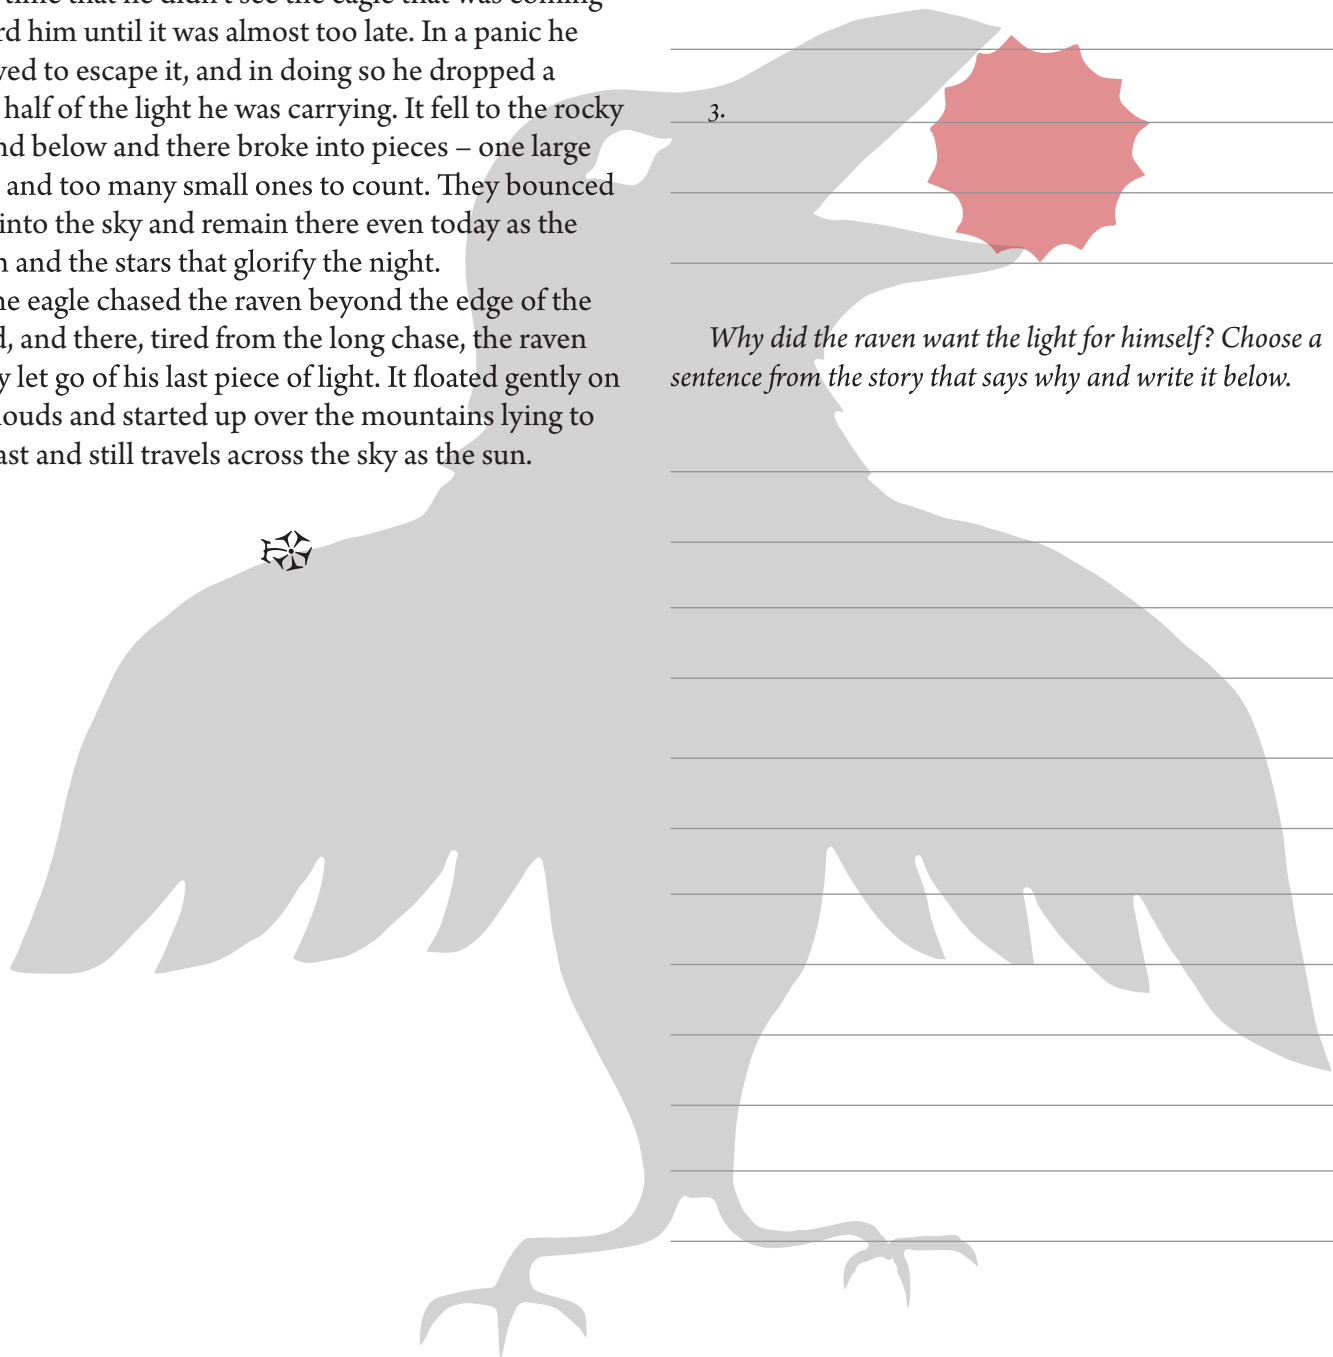 time that he didn't see the eagle that was coming
rd him until it was almost too late. In a panic he
ved to escape it, and in doing so he dropped a
half of the light he was carrying. It fell to the rocky
nd below and there broke into pieces – one large
and too many small ones to count. They bounced
into the sky and remain there even today as the
n and the stars that glorify the night.
he eagle chased the raven beyond the edge of the
d, and there, tired from the long chase, the raven
y let go of his last piece of light. It floated gently on
louds and started up over the mountains lying to
ast and still travels across the sky as the sun.
3.
Why did the raven want the light for himself? Choose a
sentence from the story that says why and write it below.